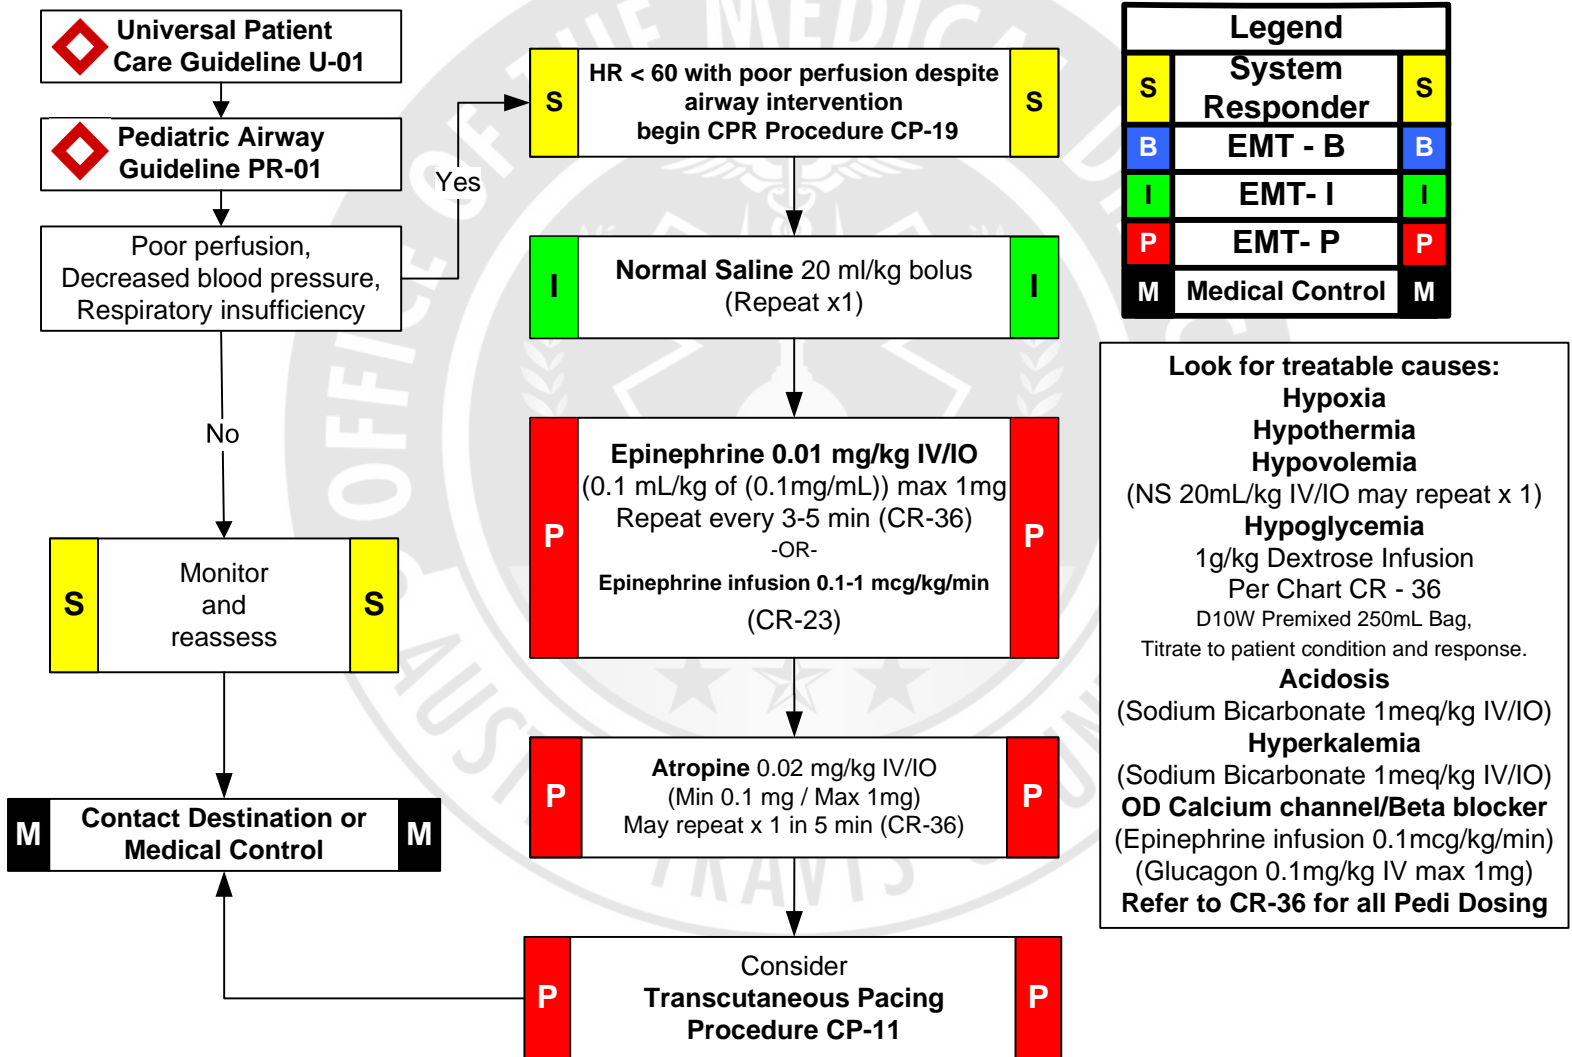 Universal Patient
Care Guideline U-01
Pediatric Airway
Guideline PR-01
Poor perfusion,
Decreased blood pressure,
Respiratory insufficiency
Yes
No
S
Monitor
and
reassess
S
M
Contact Destination or
Medical Control
M
S
HR < 60 with poor perfusion despite
airway intervention
begin CPR Procedure CP-19
S
I
Normal Saline 20 ml/kg bolus
(Repeat x1)
I
P
Epinephrine 0.01 mg/kg IV/IO
(0.1 mL/kg of (0.1mg/mL)) max 1mg
Repeat every 3-5 min (CR-36)
-OR-
Epinephrine infusion 0.1-1 mcg/kg/min
(CR-23)
P
P
Atropine 0.02 mg/kg IV/IO
(Min 0.1 mg / Max 1mg)
May repeat x 1 in 5 min (CR-36)
P
P
Consider
Transcutaneous Pacing
Procedure CP-11
P
Legend
S
System
Responder
S
B EMT - B B
I EMT- I I
P EMT- P P
M Medical Control M
Look for treatable causes:
Hypoxia
Hypothermia
Hypovolemia
(NS 20mL/kg IV/IO may repeat x 1)
Hypoglycemia
1g/kg Dextrose Infusion
Per Chart CR - 36
D10W Premixed 250mL Bag,
Titrate to patient condition and response.
Acidosis
(Sodium Bicarbonate 1meq/kg IV/IO)
Hyperkalemia
(Sodium Bicarbonate 1meq/kg IV/IO)
OD Calcium channel/Beta blocker
(Epinephrine infusion 0.1mcg/kg/min)
(Glucagon 0.1mg/kg IV max 1mg)
Refer to CR-36 for all Pedi Dosing
OFFICE OF THE MEDICAL
TRAVIS